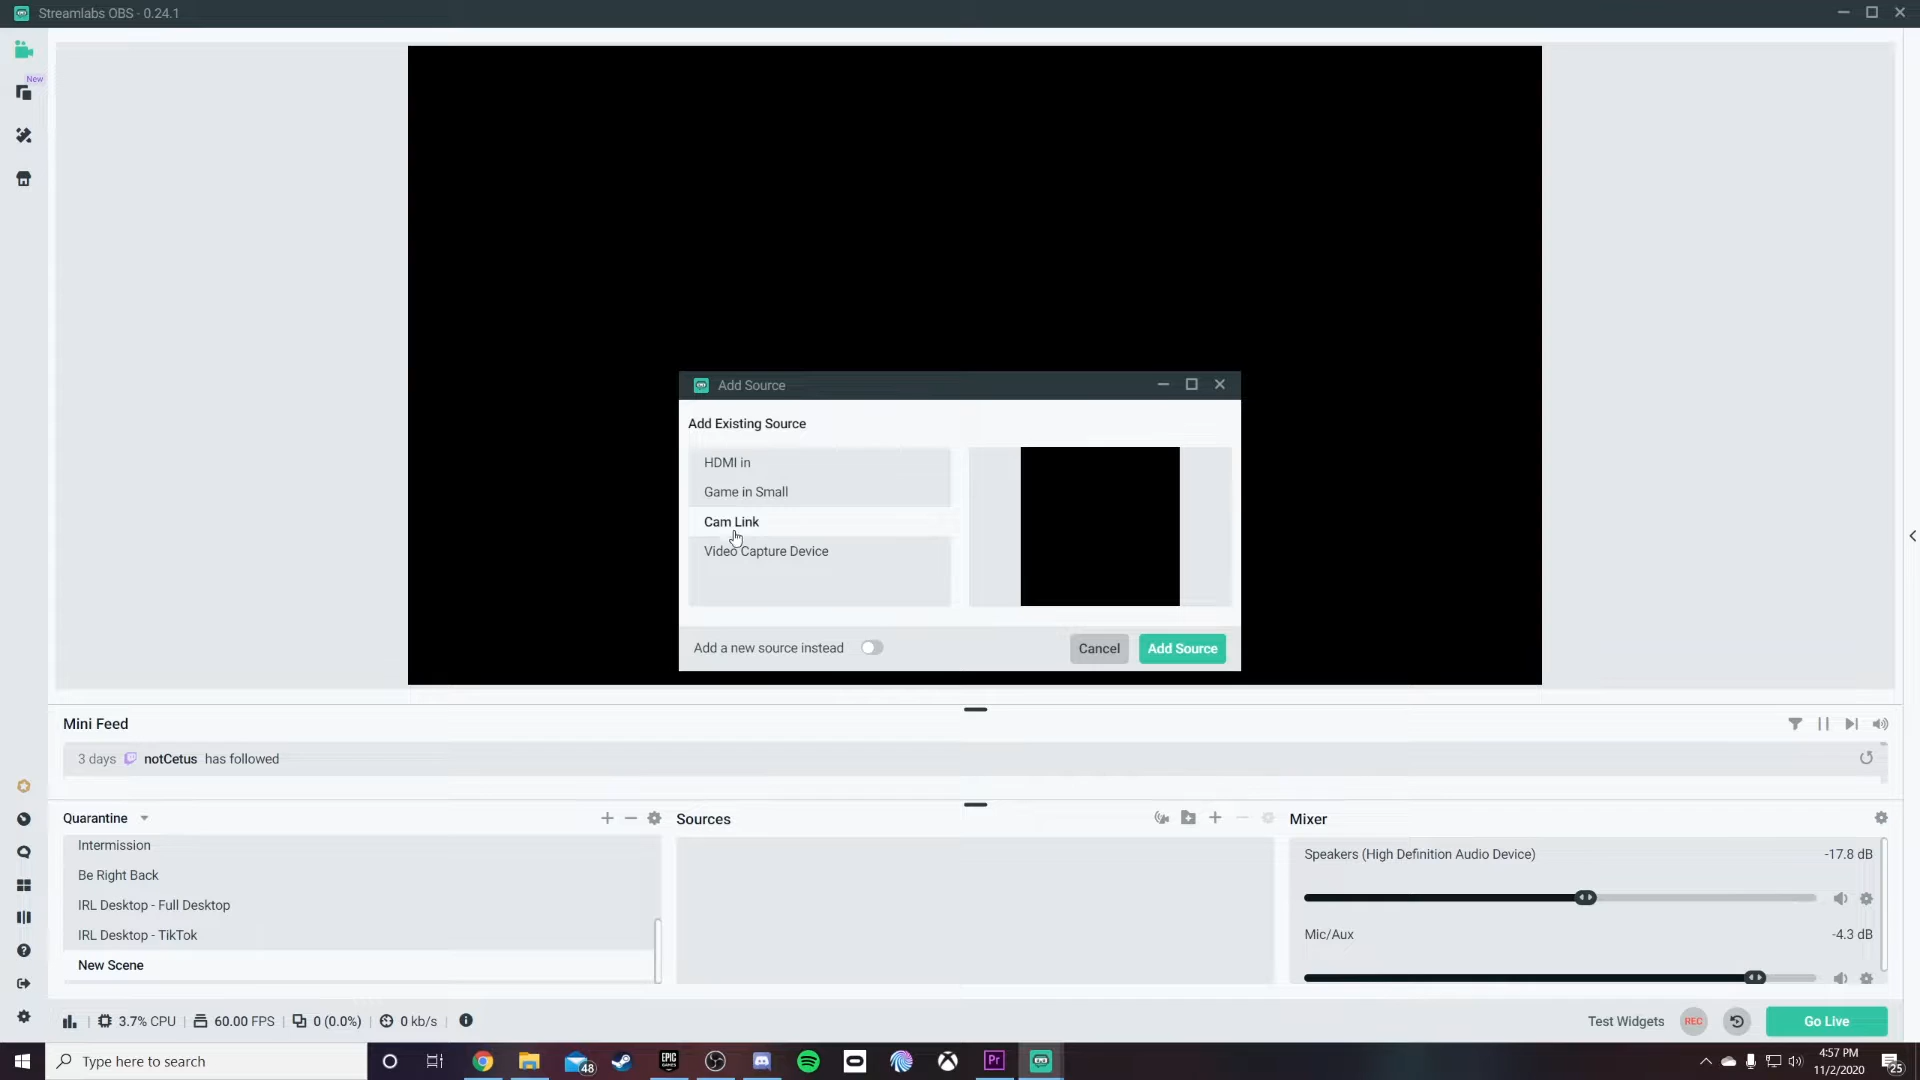 Streamlabs OBS - 0.24.1
New
Add Source
Add Existing Source
HDMI in
Game in Small
Cam Link
Video Capture Device
Add a new source instead
Cancel
Add Source
Mini Feed
3 days notCetus has followed
Quarantine
Intermission
Be Right Back
IRL Desktop - Full Desktop
IRL Desktop - TikTok
New Scene
Sources
Mixer
Speakers (High Definition Audio Device) -17.8 dB
Mic/Aux -4.3 dB
3.7% CPU | 60.00 FPS | 0 (0.0%) | 0 kb/s
Test Widgets
REC
Go Live
Type here to search
48
EPIC GAMES
Pr
4:57 PM
11/2/2020
25